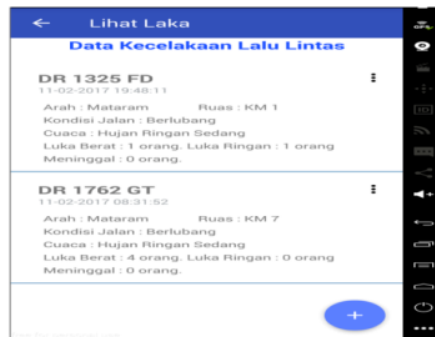 Lihat Laka
Data Kecelakaan Lalu Lintas
DR 1325 FD
11-02-2017 19:48:11
Arah : Mataram Ruas : KM 1
Kondisi Jalan : Berlubang
Cuaca : Hujan Ringan Sedang
Luka Berat : 1 orang. Luka Ringan : 1 orang
Meninggal : 0 orang.
DR 1762 GT
11-02-2017 08:31:52
Arah : Mataram Ruas : KM 7
Kondisi Jalan : Berlubang
Cuaca : Hujan Ringan Sedang
Luka Berat : 4 orang. Luka Ringan : 0 orang
Meninggal : 0 orang.
GPS